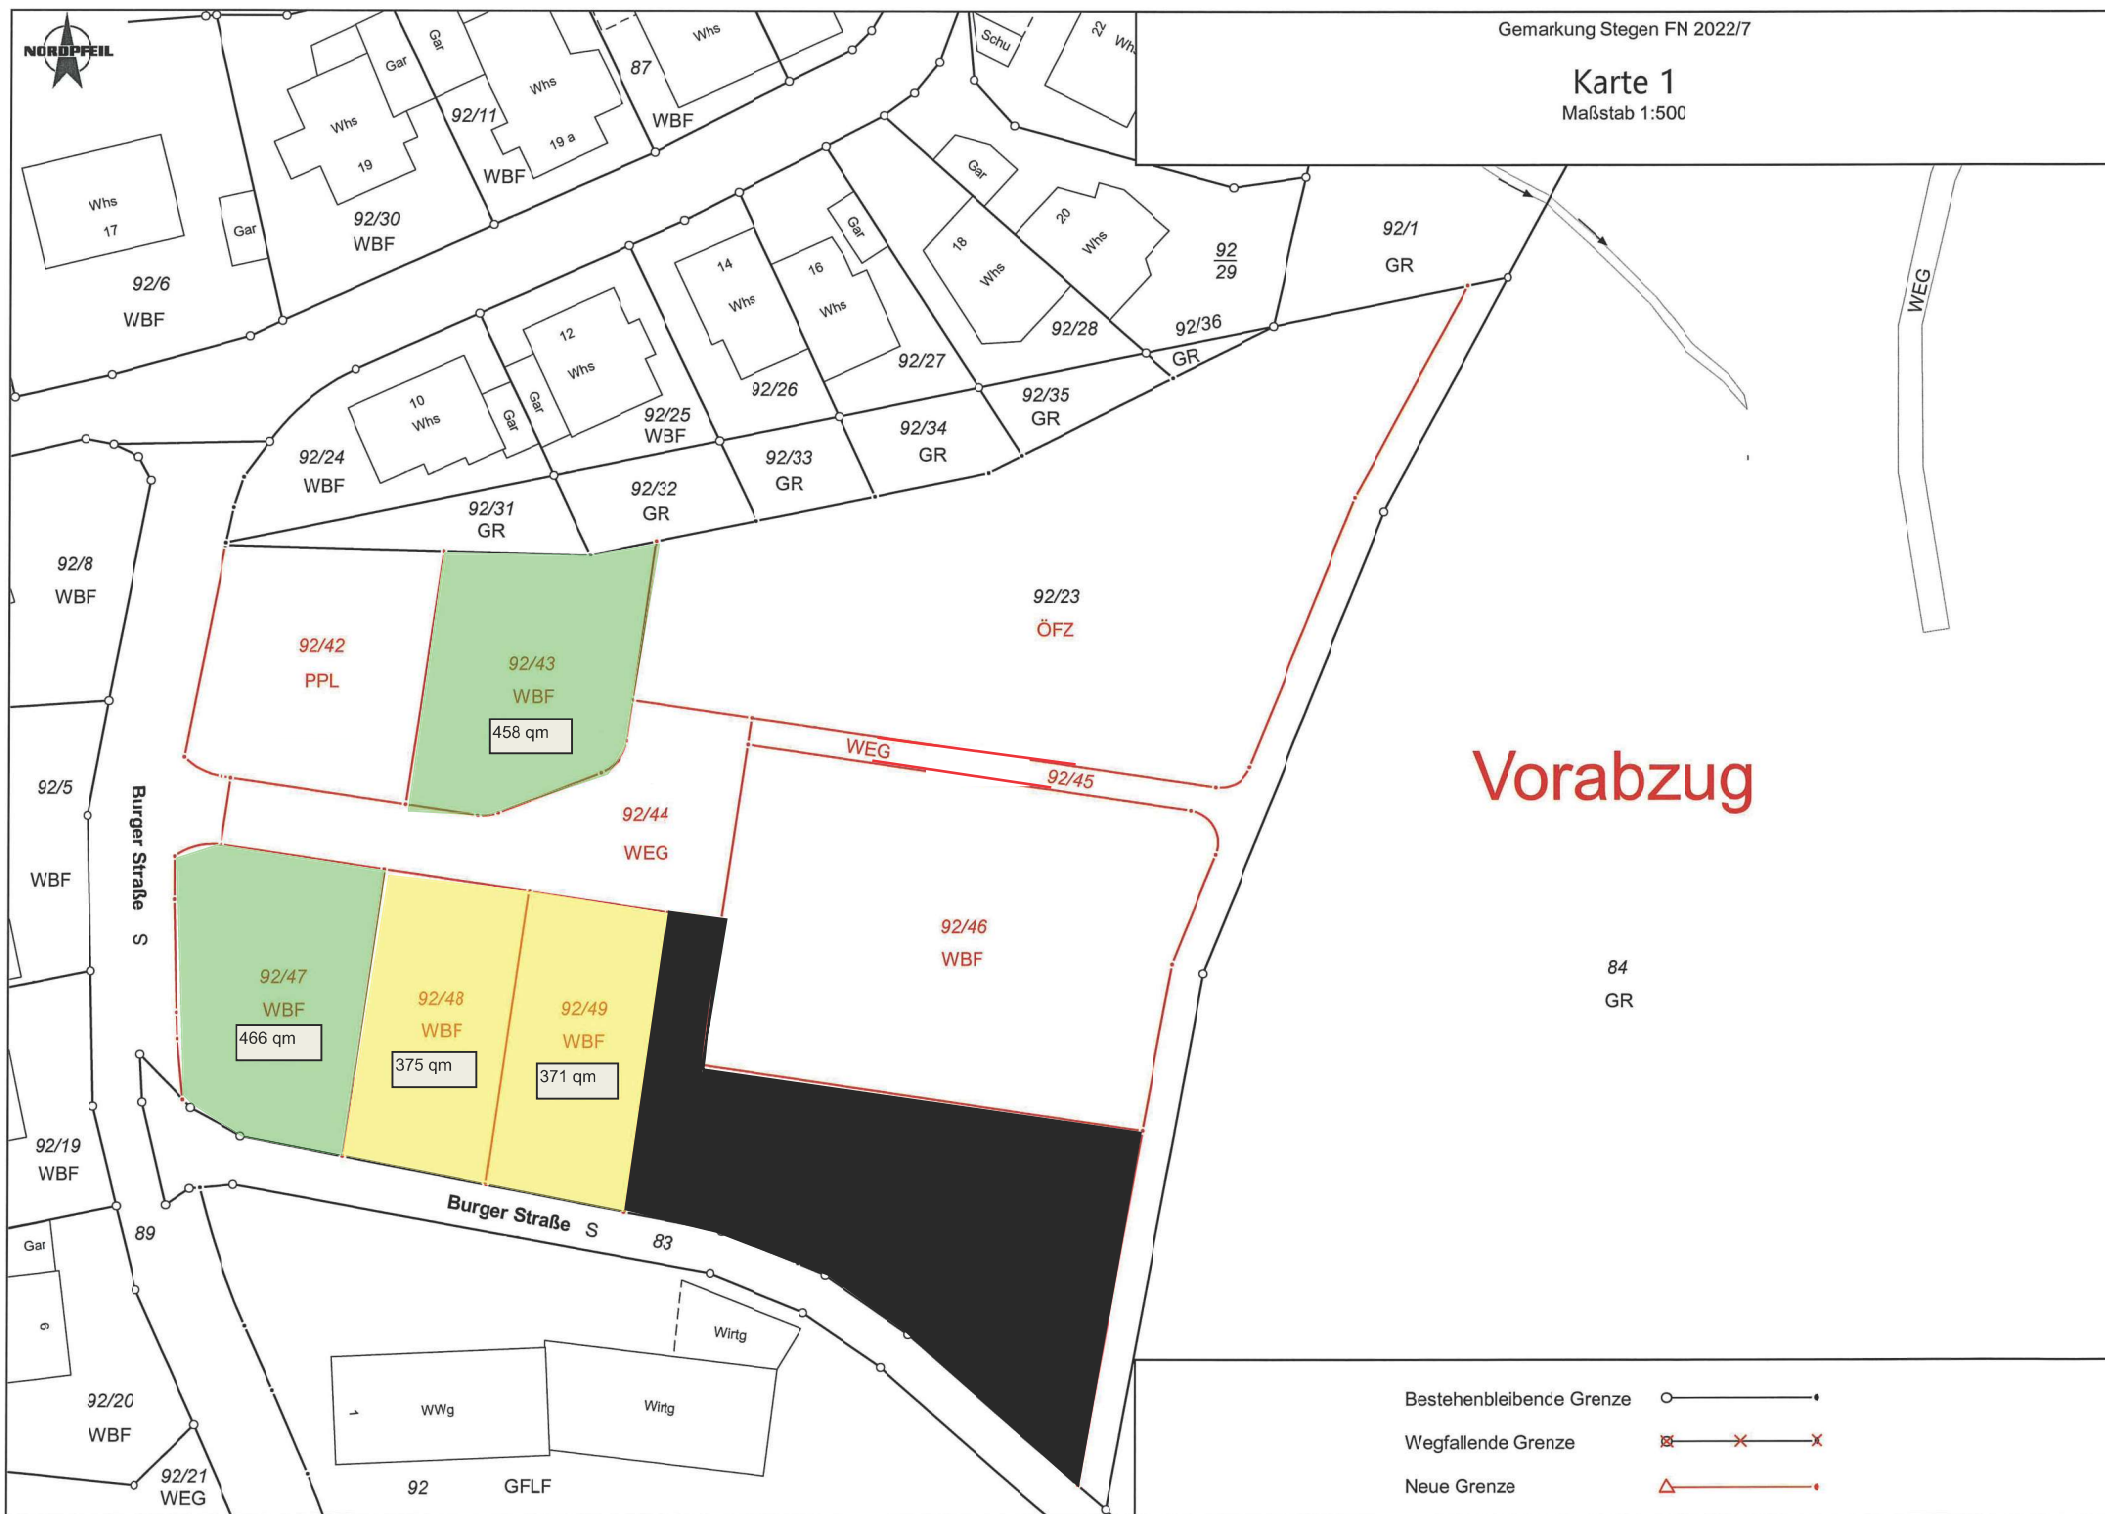 NORDPFEIL
Gemarkung Stegen FN 2022/7
Karte 1
Maßstab 1:500
Gar
Gar
Whs
19
Whs
19 a
92/11
WBF
87
WBF
Whs
Schu
22
Whs
17
Gar
92/30
WBF
92/6
WBF
Gar
20
Whs
18
Whs
92
29
92/1
GR
WEG
Gar
14
Whs
16
Whs
12
Whs
10
Whs
Gar
Gar
92/28
92/36
GR
92/27
92/26
92/25
WBF
92/24
WBF
92/35
GR
92/34
GR
92/33
GR
92/32
GR
92/31
GR
92/8
WBF
92/23
ÖFZ
92/42
PPL
92/43
WBF
458 qm
WEG
92/45
Vorabzug
92/5
WBF
Burger Straße S
92/44
WEG
92/46
WBF
84
GR
92/47
WBF
466 qm
92/48
WBF
375 qm
92/49
WBF
371 qm
92/19
WBF
Burger Straße S
83
89
Gar
6
92/20
WBF
92/21
WEG
1
WWg
Wirtg
Wirtg
92
GFLF
Bestehenbleibende Grenze
Wegfallende Grenze
Neue Grenze